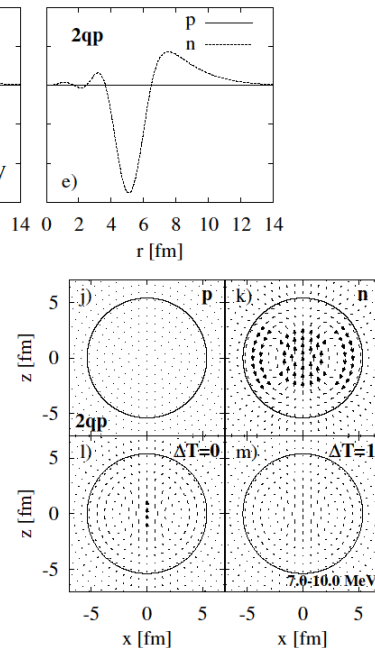 2qp
p
n
V
e)
14 0 2 4 6 8 10 12 14
r [fm]
j) p k) n
5
z [fm]
0
-5
2qp
l) ΔT=0 m) ΔT=1
5
z [fm]
0
-5
7.0-10.0 MeV
-5 0 5 -5 0 5
x [fm] x [fm]